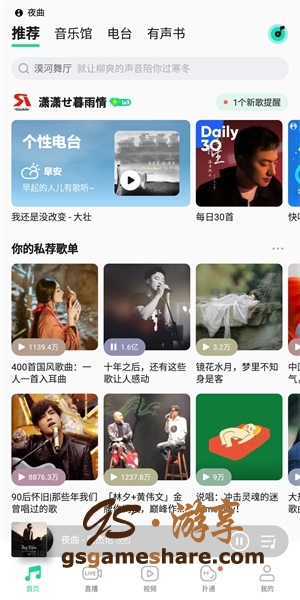 夜曲
推荐 音乐馆 电台 有声书
漠河舞厅 就让柳爽的声音陪你过寒冬
潇潇せ暮雨情 lv3 1个新歌提醒
个性电台
早安
早起的人儿有歌听~
Daily 30
我还是没改变 - 大壮 每日30首 快
你的私荐歌单
1139.4万 1.6亿 3.2万
400首国风歌曲：一人一首入耳曲
十年之后，还有这些歌让人感动
镜花水月，梦里不知身是客
8876.3万 1237.8万 9.5万
90后怀旧|那些年我们曾唱过的歌
「林夕+黄伟文」金
巅峰作
说唱：冲击灵魂的迷
夜曲 -
GS·游享
gsgameshare.com
首页 直播 视频 扑通 我的